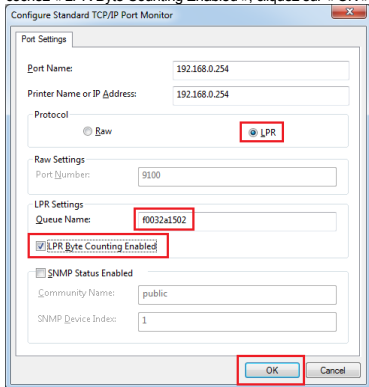 Configure Standard TCP/IP Port Monitor
Port Settings
Port Name: 192.168.0.254
Printer Name or IP Address: 192.168.0.254
Protocol
Raw LPR
Raw Settings
Port Number: 9100
LPR Settings
Queue Name: f0032a1502
LPR Byte Counting Enabled
SNMP Status Enabled
Community Name: public
SNMP Device Index: 1
OK Cancel